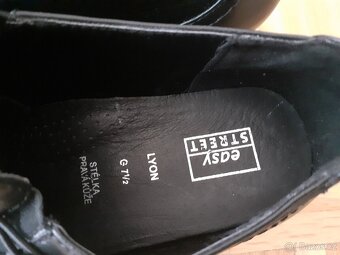 easy
STREET
LYON
G 7½
STÉLKA
PRAVÁ KŮŽE